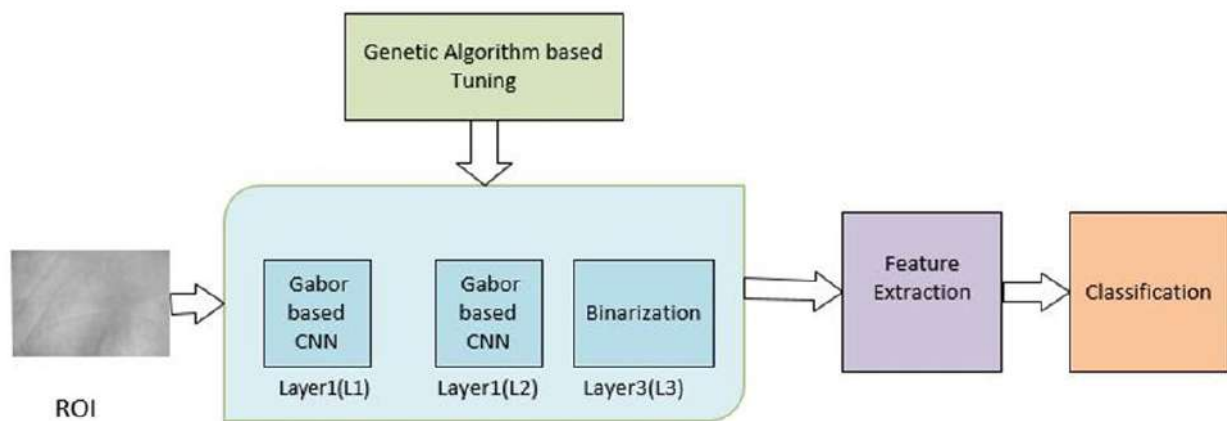 Genetic Algorithm based
Tuning
Gabor
based
CNN
Gabor
based
CNN
Binarization
Layer1(L1)
Layer1(L2)
Layer3(L3)
ROI
Feature
Extraction
Classification